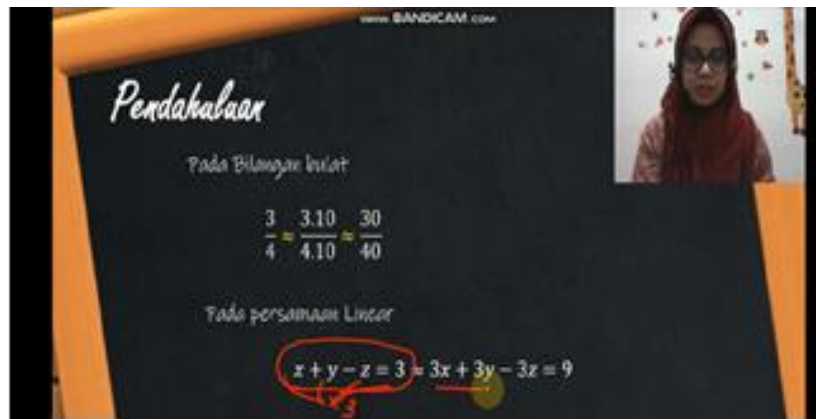 www.BANDICAM.com
Pendahuluan
Pada Bilangan bulat
3/4 ≈ 3.10/4.10 ≈ 30/40
Pada persamaan Linear
x + y − z = 3 ≈ 3x + 3y − 3z = 9
x3